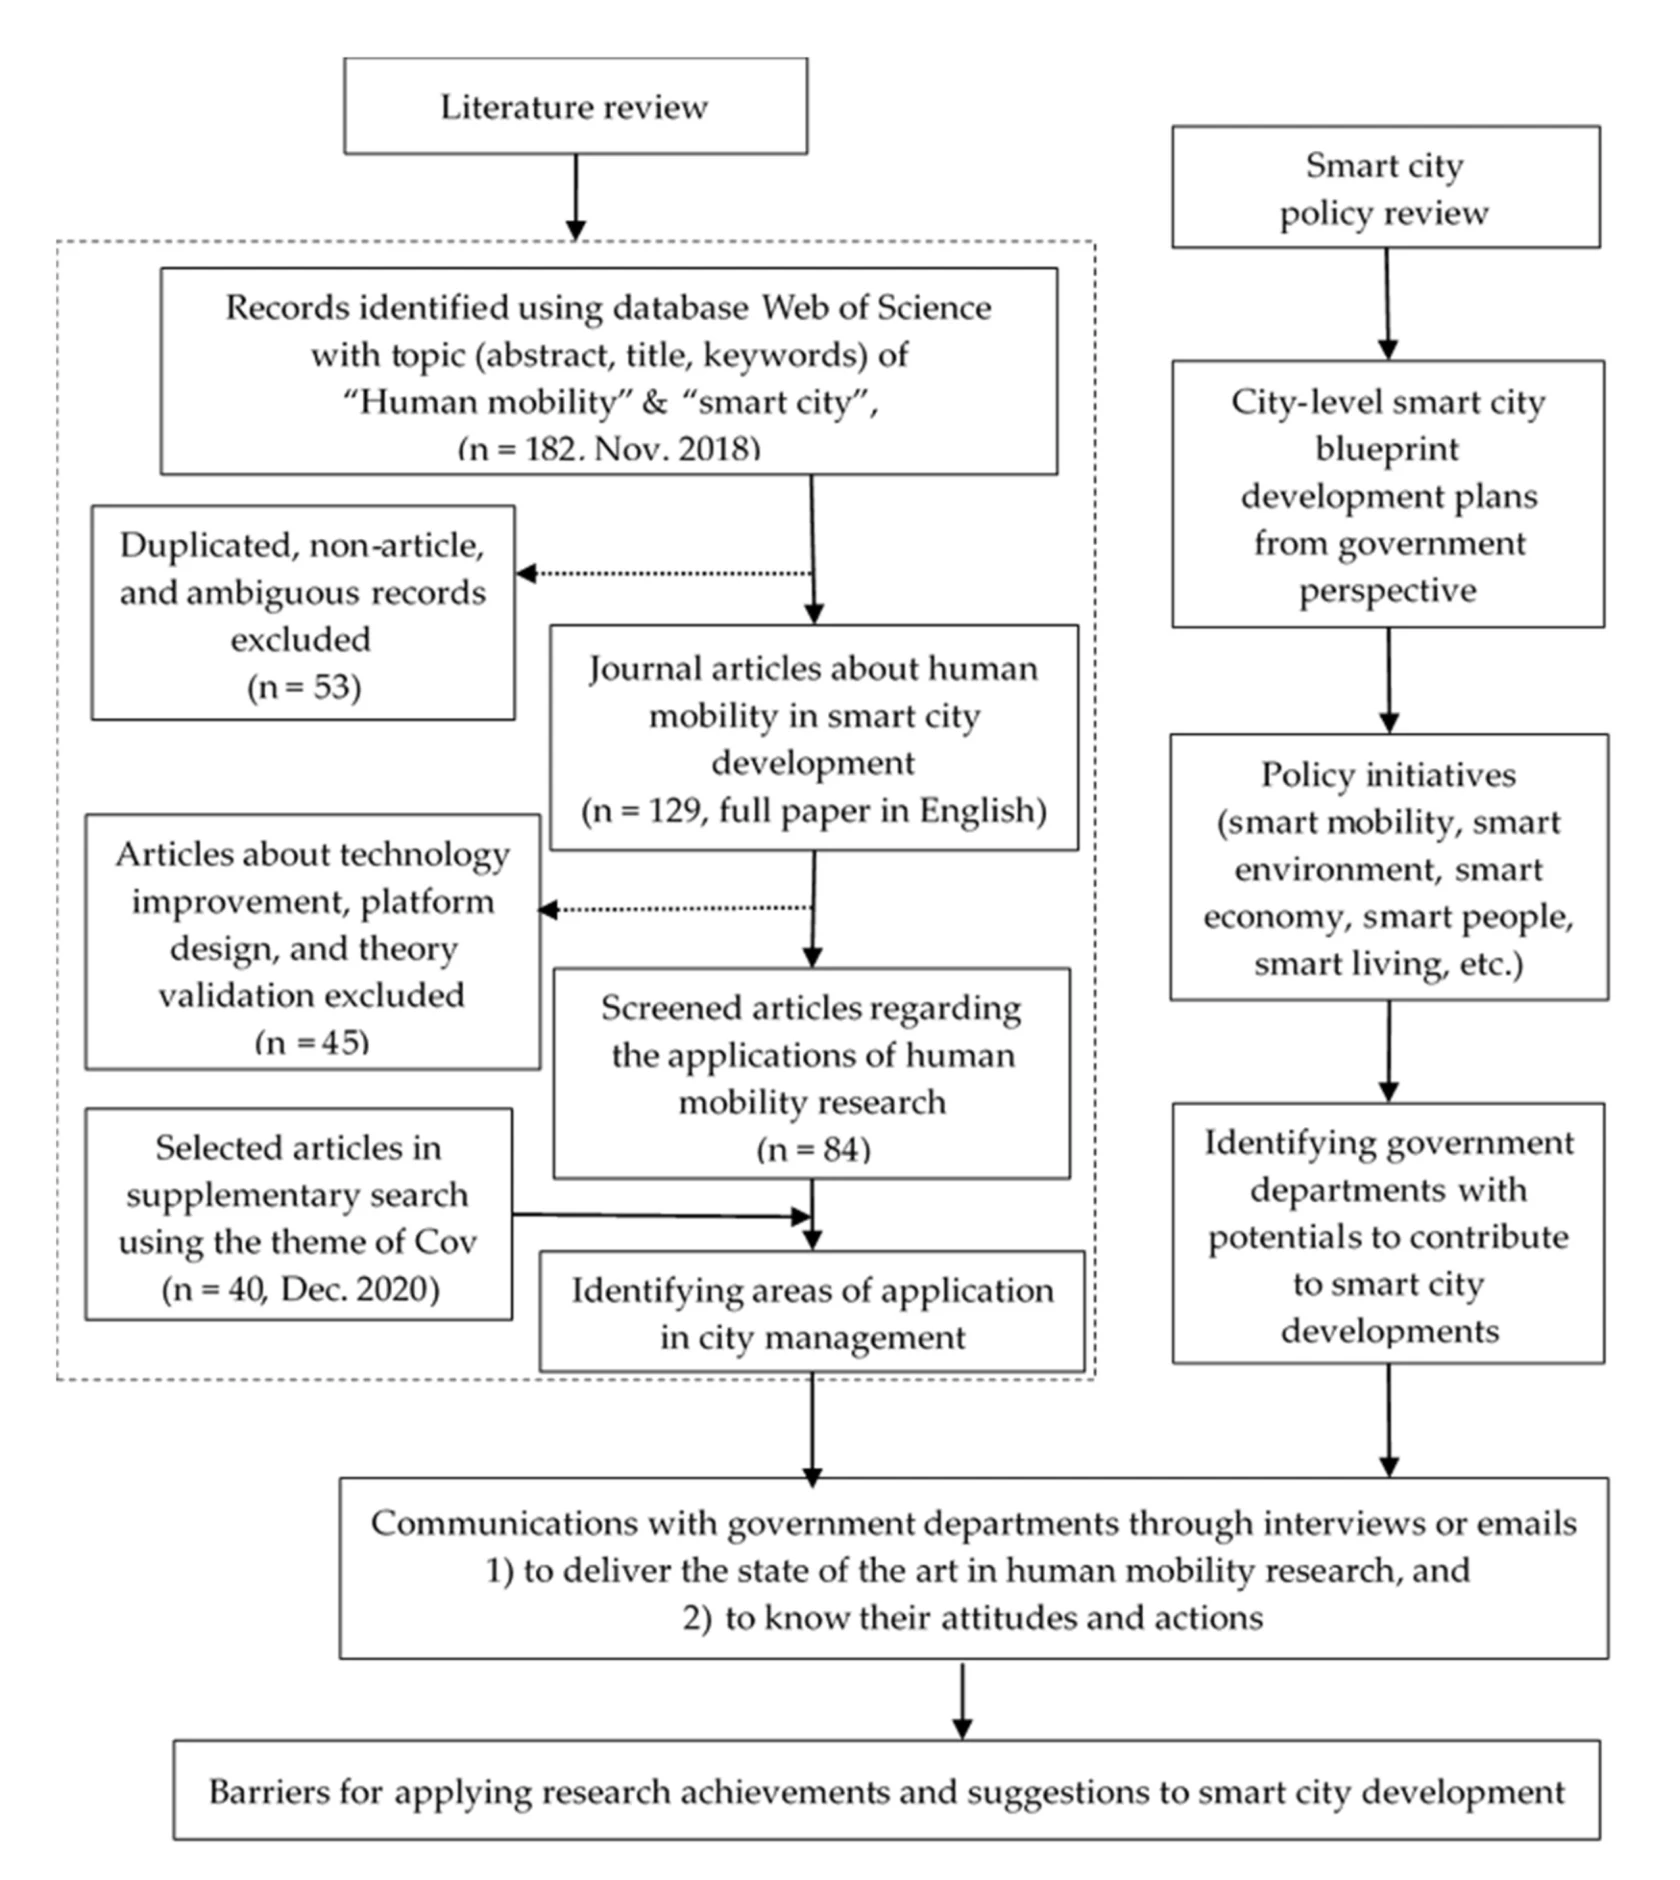 Literature review
Records identified using database Web of Science
with topic (abstract, title, keywords) of
“Human mobility” & “smart city”,
(n = 182, Nov. 2018)
Duplicated, non-article,
and ambiguous records
excluded
(n = 53)
Journal articles about human
mobility in smart city
development
(n = 129, full paper in English)
Articles about technology
improvement, platform
design, and theory
validation excluded
(n = 45)
Screened articles regarding
the applications of human
mobility research
(n = 84)
Selected articles in
supplementary search
using the theme of Cov
(n = 40, Dec. 2020)
Identifying areas of application
in city management
Smart city
policy review
City-level smart city
blueprint
development plans
from government
perspective
Policy initiatives
(smart mobility, smart
environment, smart
economy, smart people,
smart living, etc.)
Identifying government
departments with
potentials to contribute
to smart city
developments
Communications with government departments through interviews or emails
1) to deliver the state of the art in human mobility research, and
2) to know their attitudes and actions
Barriers for applying research achievements and suggestions to smart city development